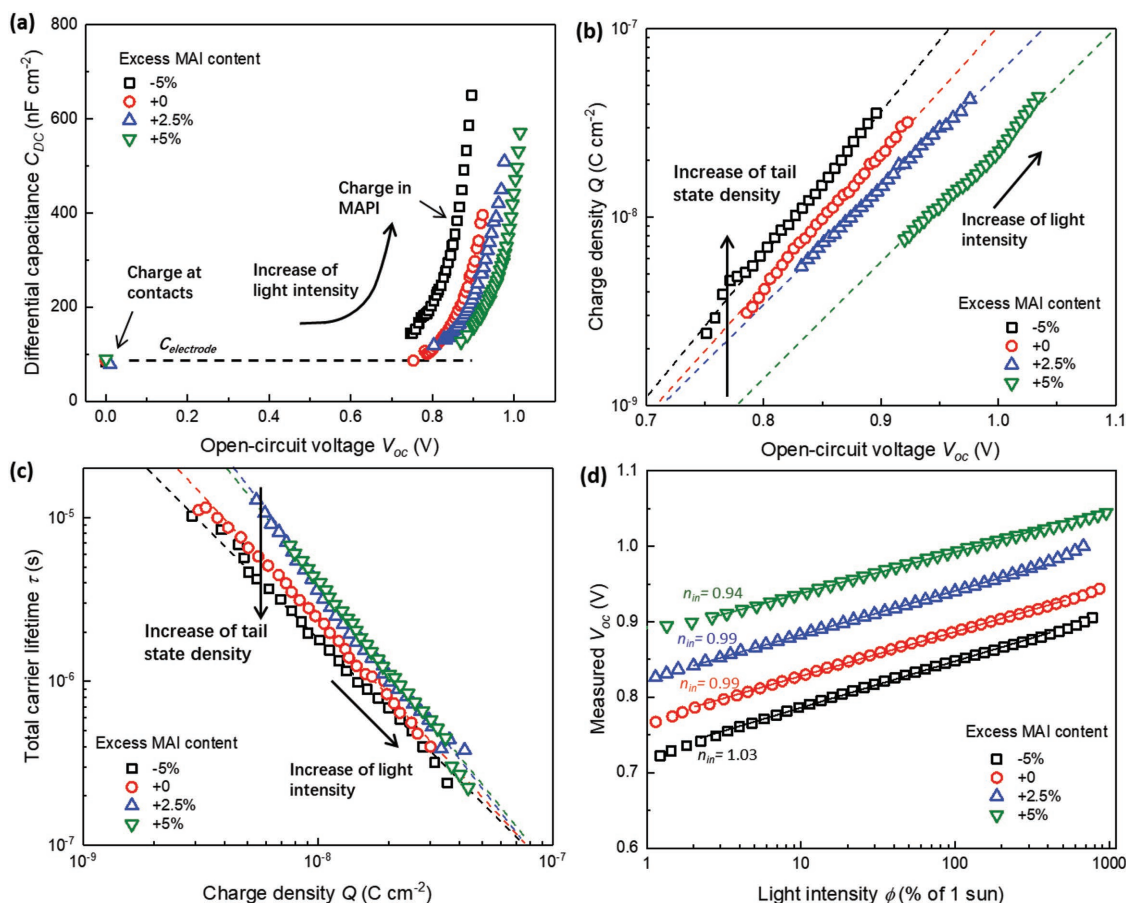 (a)
800
600
400
200
0
Differential capacitance C_DC (nF cm⁻²)
Excess MAI content
-5%
+0
+2.5%
+5%
Charge in
MAPI
Increase of
light intensity
Charge at
contacts
C_electrode
0.0 0.2 0.4 0.6 0.8 1.0
Open-circuit voltage V_oc (V)
(b)
10⁻⁷
10⁻⁸
10⁻⁹
Charge density Q (C cm⁻²)
Increase of tail
state density
Increase of light
intensity
Excess MAI content
-5%
+0
+2.5%
+5%
0.7 0.8 0.9 1.0 1.1
Open-circuit voltage V_oc (V)
(c)
10⁻⁵
10⁻⁶
10⁻⁷
Total carrier lifetime τ (s)
Increase of tail
state density
Increase of light
intensity
Excess MAI content
-5%
+0
+2.5%
+5%
10⁻⁹ 10⁻⁸ 10⁻⁷
Charge density Q (C cm⁻²)
(d)
1.1
1.0
0.9
0.8
0.7
0.6
Measured V_oc (V)
n_in= 0.94
n_in= 0.99
n_in= 0.99
n_in= 1.03
Excess MAI content
-5%
+0
+2.5%
+5%
1 10 100 1000
Light intensity ϕ (% of 1 sun)